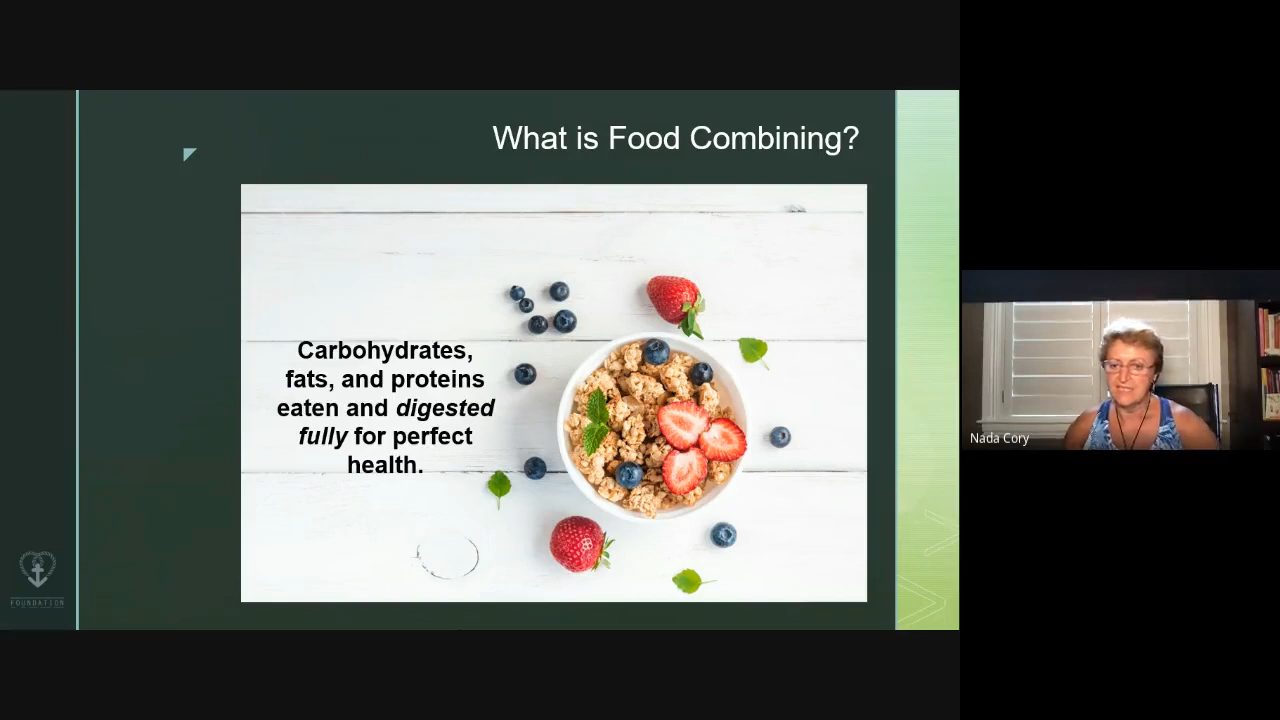 What is Food Combining?
Carbohydrates,
fats, and proteins
eaten and digested
fully for perfect
health.
Nada Cory
FOUNDATION